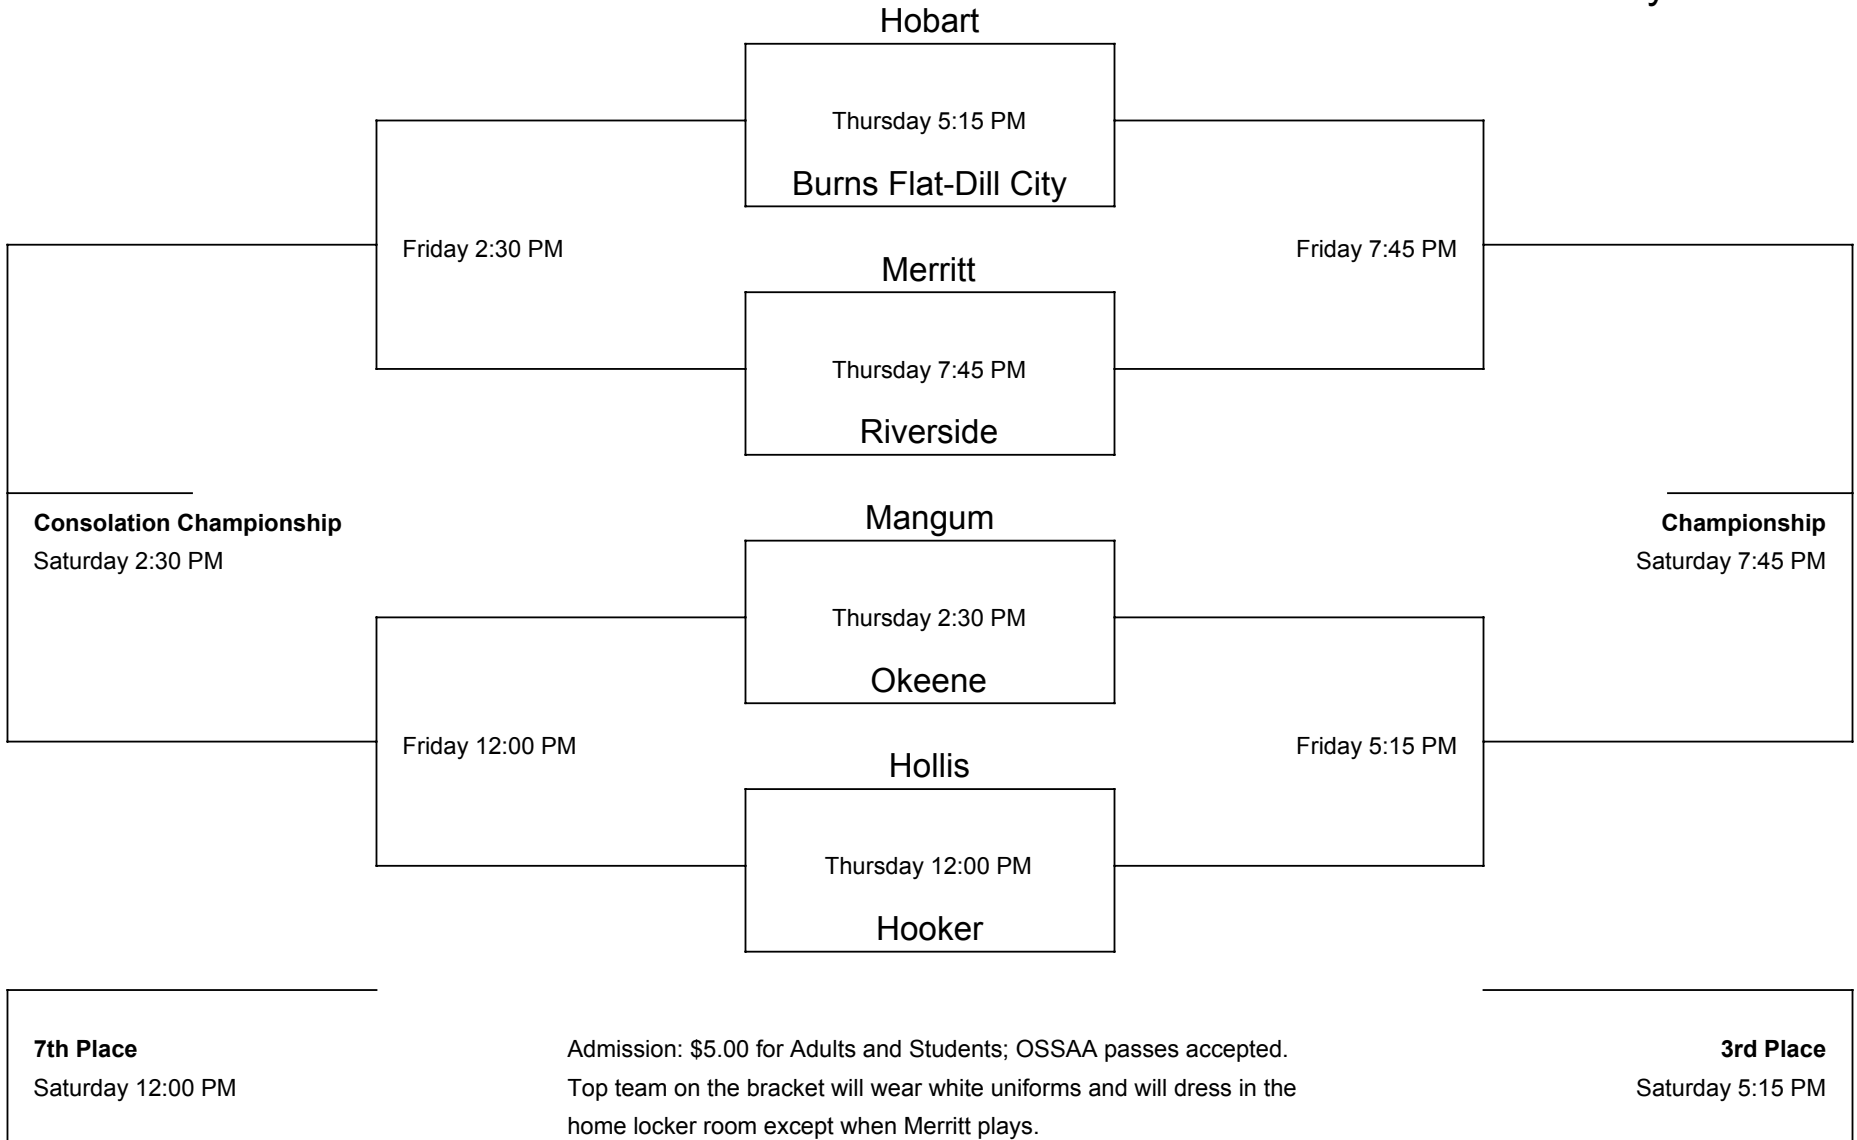 Hobart
Thursday 5:15 PM
Burns Flat-Dill City
Friday 2:30 PM
Friday 7:45 PM
Merritt
Thursday 7:45 PM
Riverside
Consolation Championship
Saturday 2:30 PM
Mangum
Championship
Saturday 7:45 PM
Thursday 2:30 PM
Okeene
Friday 12:00 PM
Friday 5:15 PM
Hollis
Thursday 12:00 PM
Hooker
7th Place
Saturday 12:00 PM
Admission: $5.00 for Adults and Students; OSSAA passes accepted.
Top team on the bracket will wear white uniforms and will dress in the
home locker room except when Merritt plays.
3rd Place
Saturday 5:15 PM